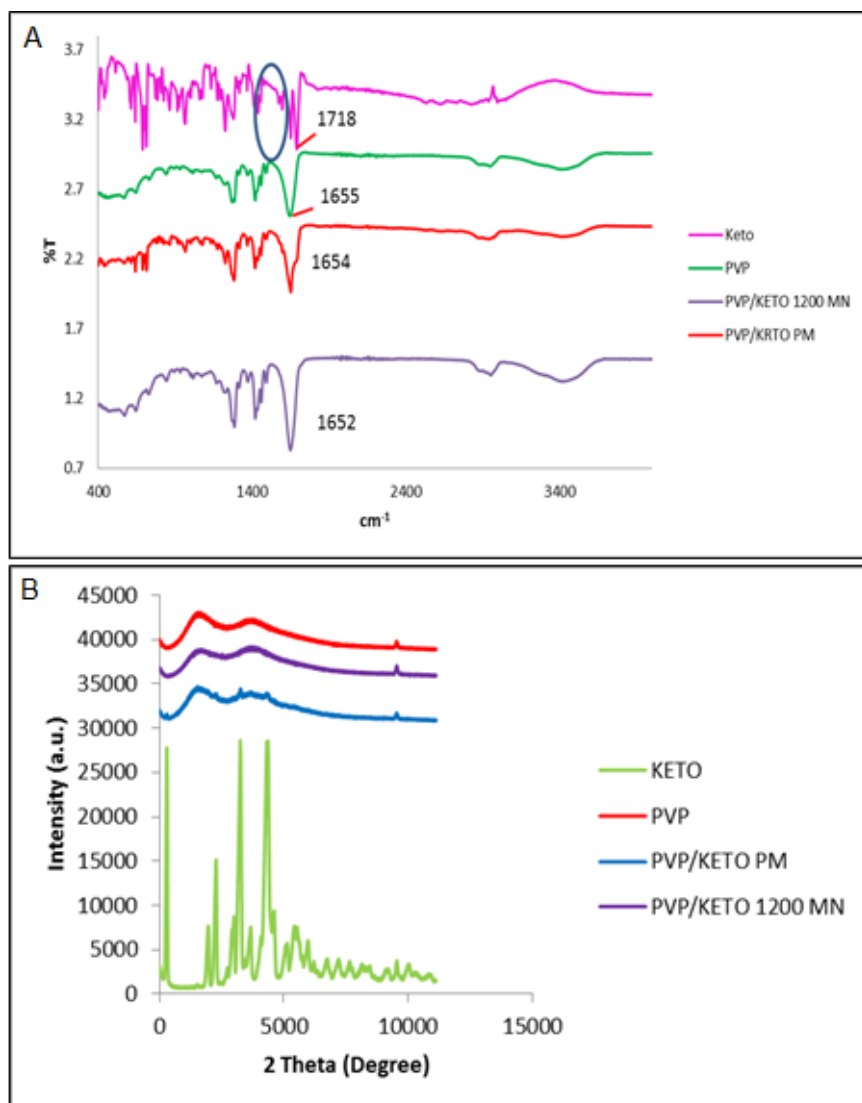 A
3.7
3.2
2.7
2.2
1.7
1.2
0.7
%T
1718
1655
1654
1652
400
1400
2400
3400
cm-1
Keto
PVP
PVP/KETO 1200 MN
PVP/KRTO PM
B
45000
40000
35000
30000
25000
20000
15000
10000
5000
0
Intensity (a.u.)
0
5000
10000
15000
2 Theta (Degree)
KETO
PVP
PVP/KETO PM
PVP/KETO 1200 MN